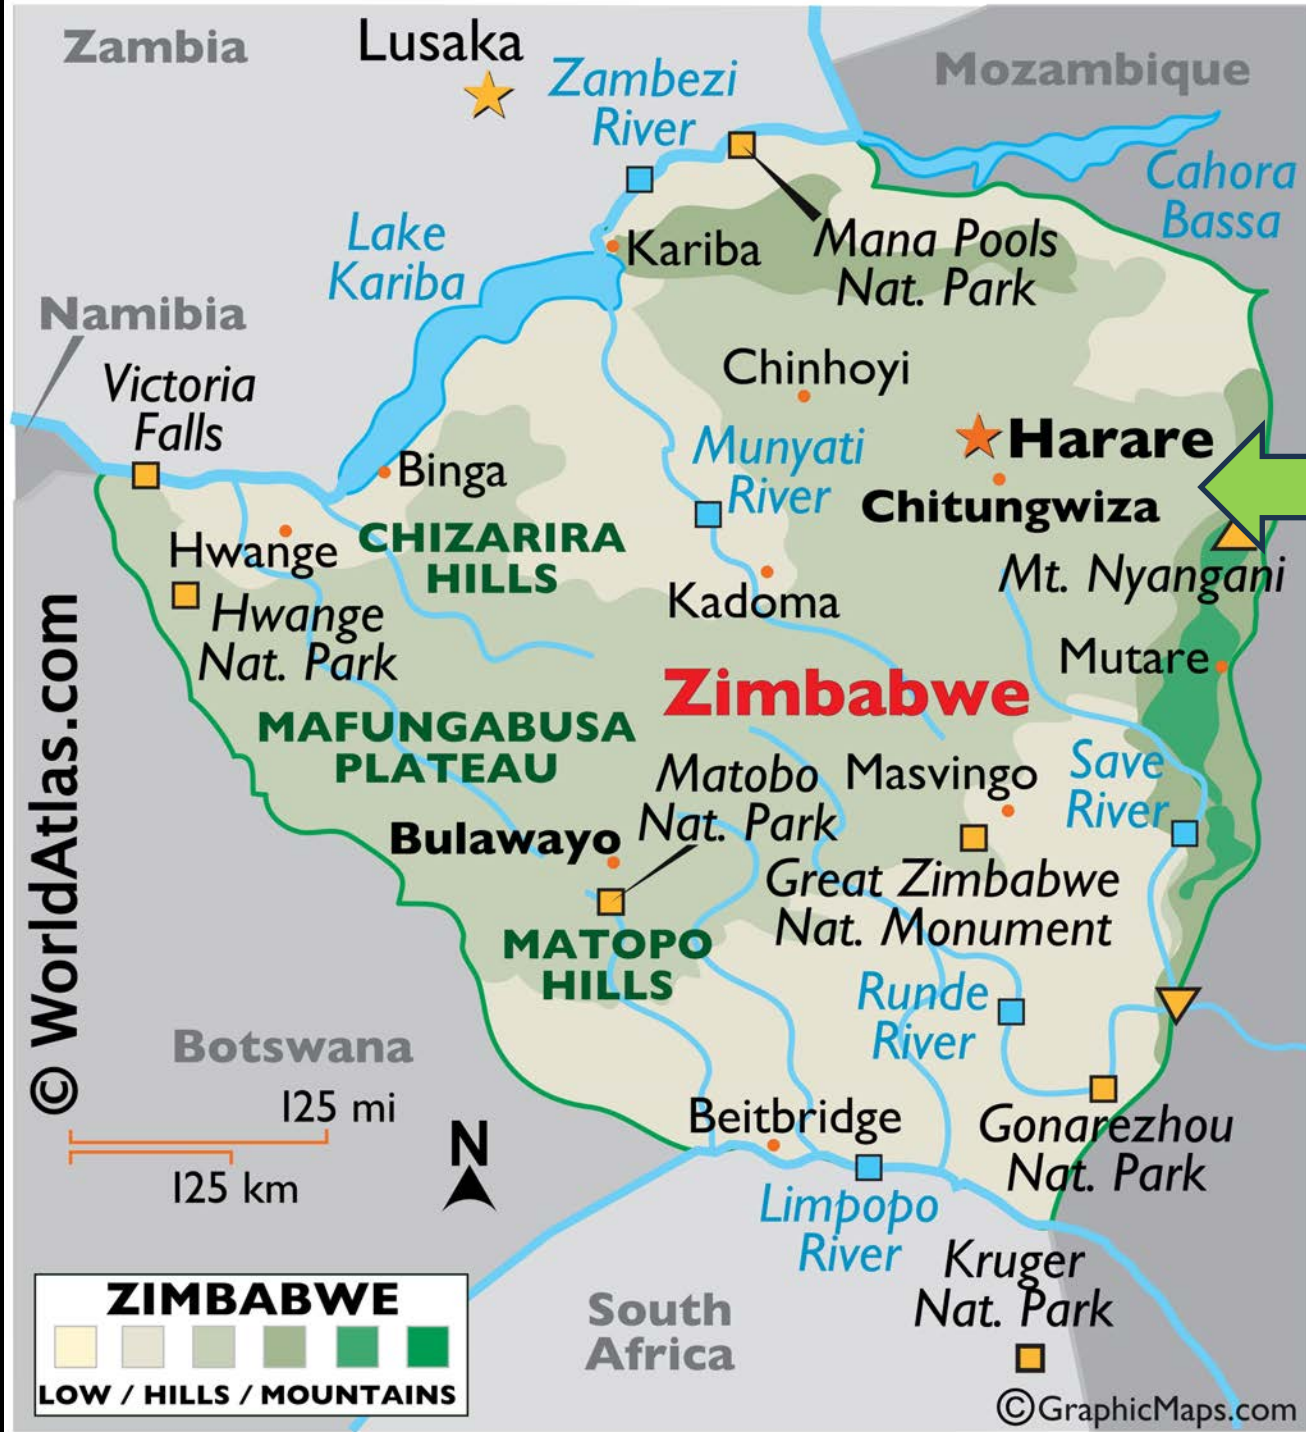 Zambia
Lusaka
Zambezi
River
Mozambique
Cahora
Bassa
Lake
Kariba
Kariba
Mana Pools
Nat. Park
Namibia
Victoria
Falls
Chinhoyi
Harare
Munyati
River
Chitungwiza
Binga
CHIZARIRA
HILLS
Hwange
Mt. Nyangani
Hwange
Nat. Park
Kadoma
Mutare
Zimbabwe
MAFUNGABUSA
PLATEAU
Matobo
Nat. Park
Masvingo
Save
River
Bulawayo
Great Zimbabwe
Nat. Monument
MATOPO
HILLS
Runde
River
© WorldAtlas.com
Botswana
125 mi
125 km
N
Beitbridge
Gonarezhou
Nat. Park
Limpopo
River
Kruger
Nat. Park
South
Africa
ZIMBABWE
LOW / HILLS / MOUNTAINS
©GraphicMaps.com